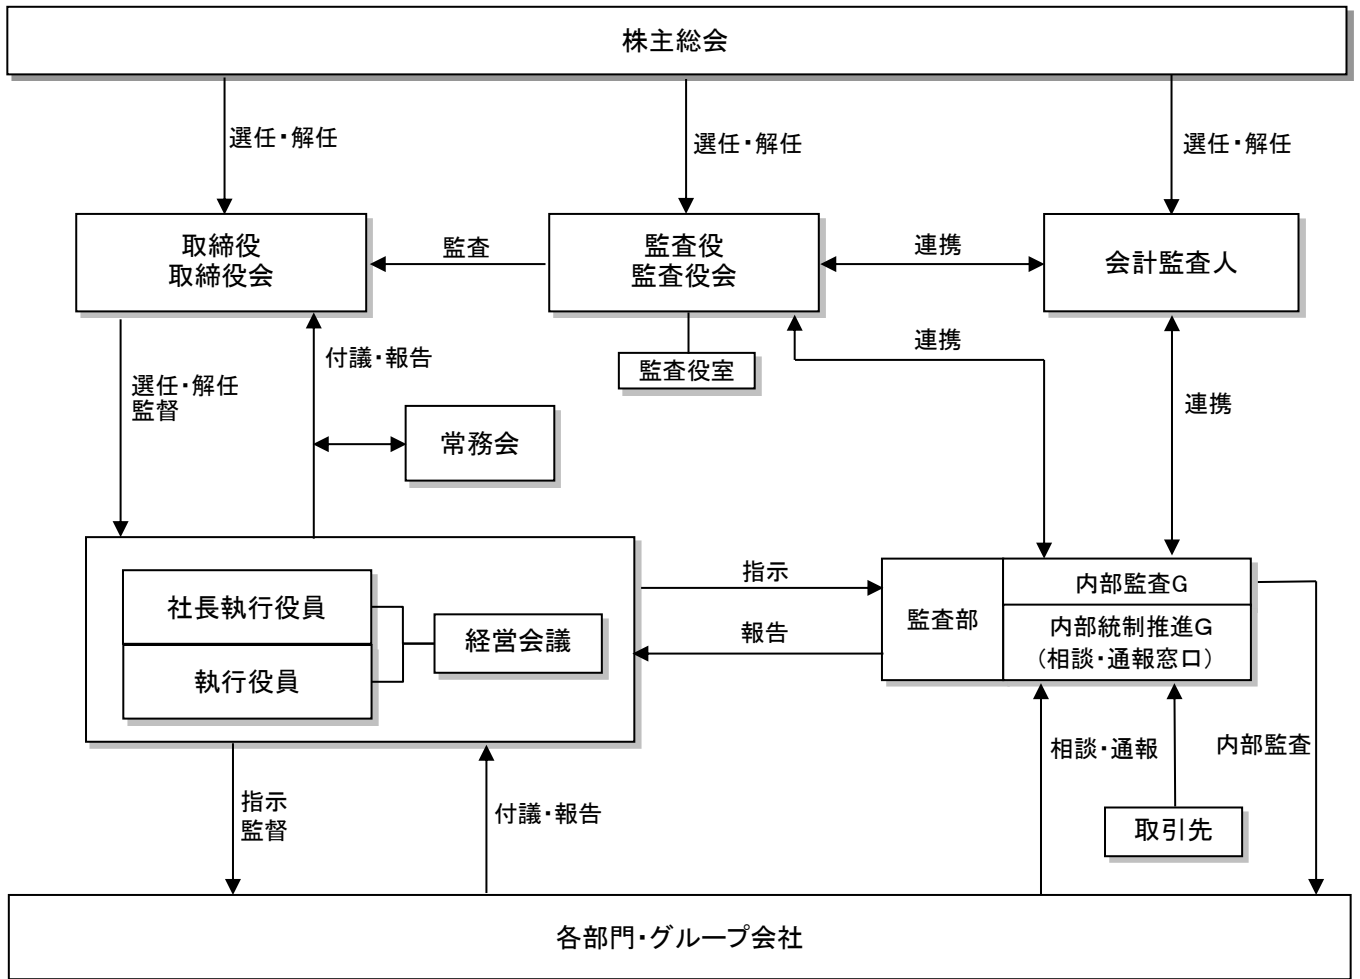 株主総会
選任・解任
選任・解任
選任・解任
取締役
取締役会
監査
監査役
監査役会
連携
会計監査人
監査役室
付議・報告
連携
選任・解任
監督
常務会
連携
社長執行役員
執行役員
経営会議
指示
報告
監査部
内部監査G
内部統制推進G
(相談・通報窓口)
指示
監督
付議・報告
相談・通報
取引先
内部監査
各部門・グループ会社